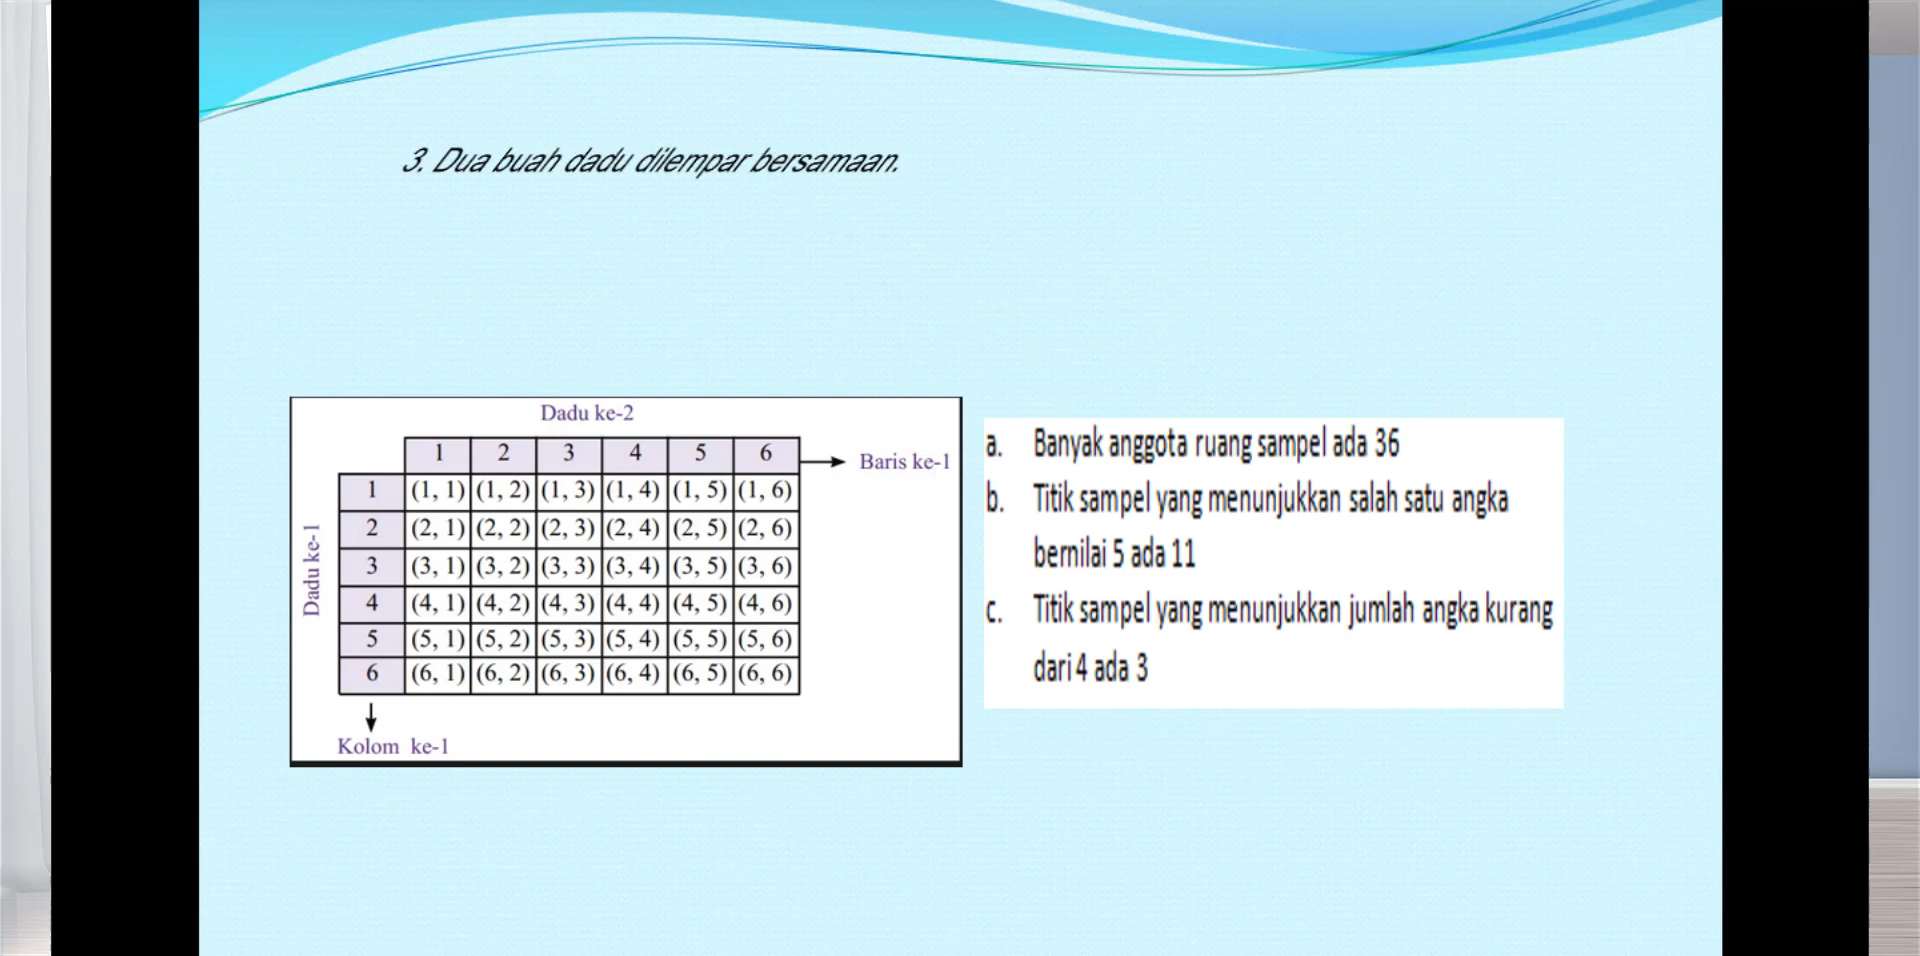 3. Dua buah dadu dilempar bersamaan.
Dadu ke-2
1 2 3 4 5 6
Baris ke-1
Dadu ke-1
1 (1, 1) (1, 2) (1, 3) (1, 4) (1, 5) (1, 6)
2 (2, 1) (2, 2) (2, 3) (2, 4) (2, 5) (2, 6)
3 (3, 1) (3, 2) (3, 3) (3, 4) (3, 5) (3, 6)
4 (4, 1) (4, 2) (4, 3) (4, 4) (4, 5) (4, 6)
5 (5, 1) (5, 2) (5, 3) (5, 4) (5, 5) (5, 6)
6 (6, 1) (6, 2) (6, 3) (6, 4) (6, 5) (6, 6)
Kolom ke-1
a. Banyak anggota ruang sampel ada 36
b. Titik sampel yang menunjukkan salah satu angka
bernilai 5 ada 11
c. Titik sampel yang menunjukkan jumlah angka kurang
dari 4 ada 3